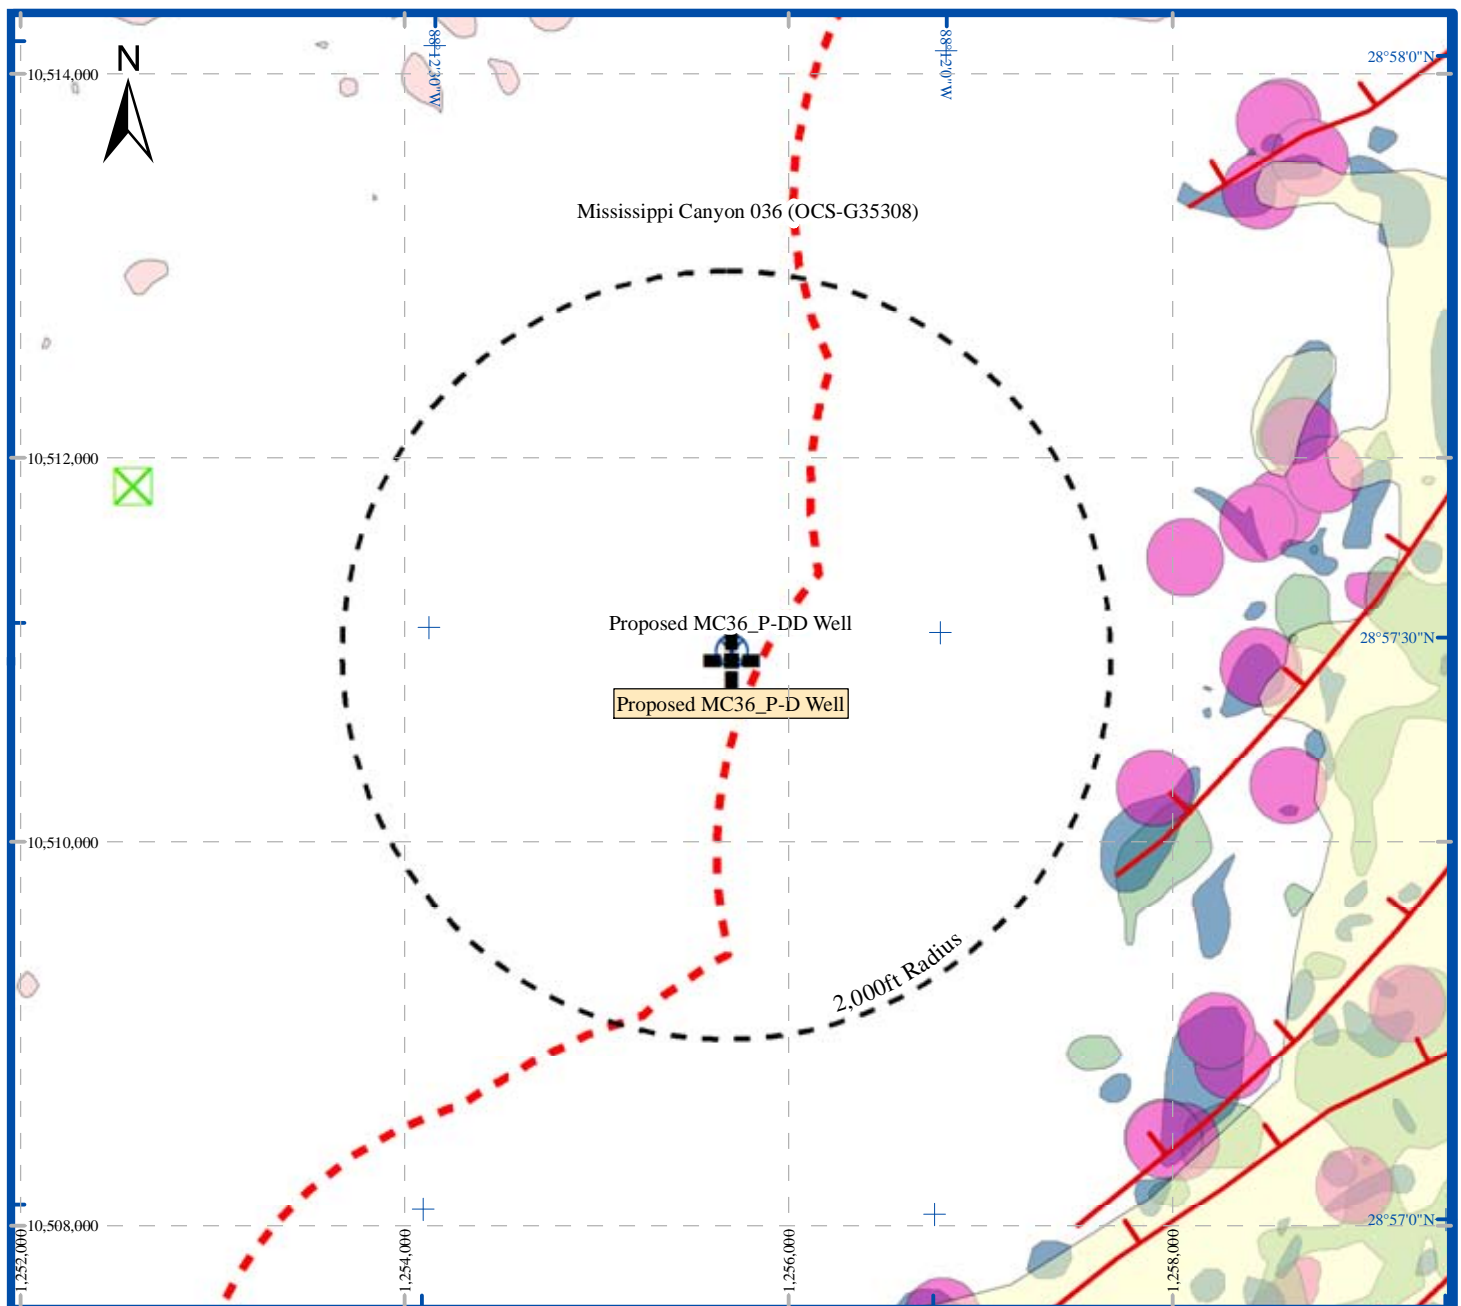 N
88°12'30"W
88°12'0"W
28°58'0"N
10,514,000
Mississippi Canyon 036 (OCS-G35308)
10,512,000
Proposed MC36_P-DD Well
28°57'30"N
Proposed MC36_P-D Well
10,510,000
2,000ft Radius
10,508,000
28°57'0"N
1,252,000
1,254,000
1,256,000
1,258,000